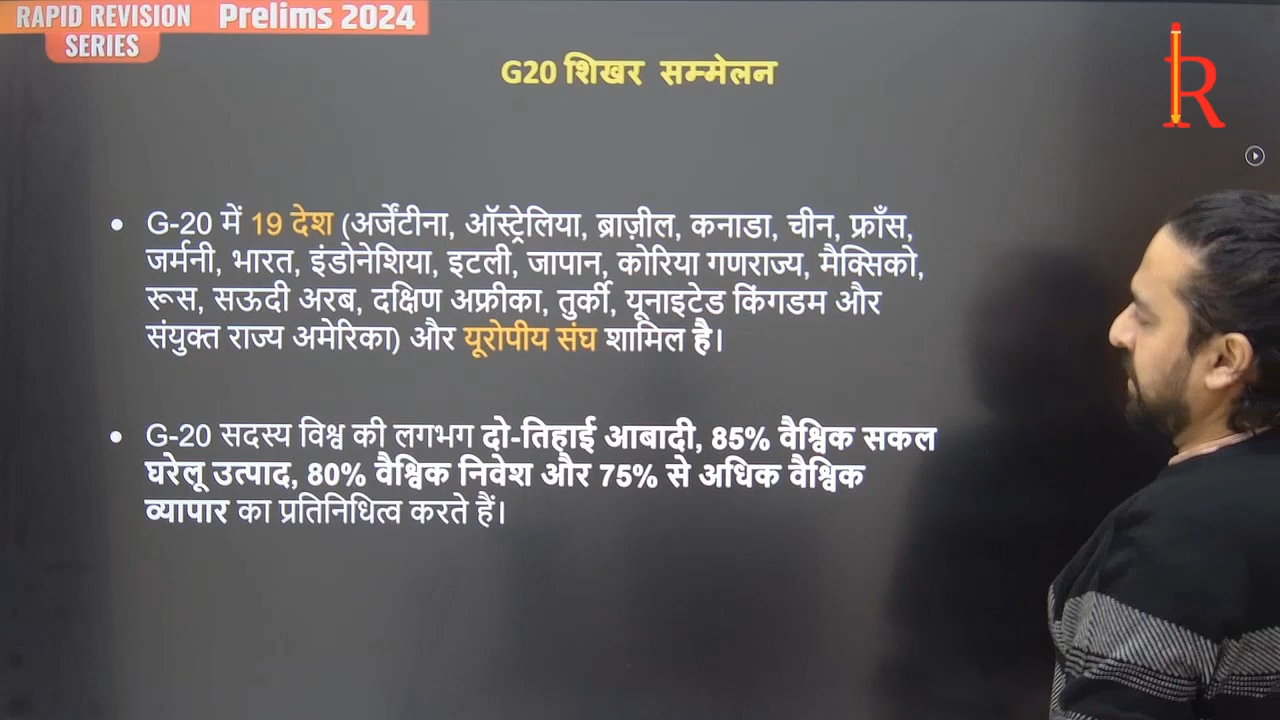 RAPID REVISION
SERIES
Prelims 2024
G20 शिखर सम्मेलन
• G-20 में 19 देश (अर्जेंटीना, ऑस्ट्रेलिया, ब्राज़ील, कनाडा, चीन, फ्राँस,
जर्मनी, भारत, इंडोनेशिया, इटली, जापान, कोरिया गणराज्य, मैक्सिको,
रूस, सऊदी अरब, दक्षिण अफ्रीका, तुर्की, यूनाइटेड किंगडम और
संयुक्त राज्य अमेरिका) और यूरोपीय संघ शामिल है।
• G-20 सदस्य विश्व की लगभग दो-तिहाई आबादी, 85% वैश्विक सकल
घरेलू उत्पाद, 80% वैश्विक निवेश और 75% से अधिक वैश्विक
व्यापार का प्रतिनिधित्व करते हैं।
R